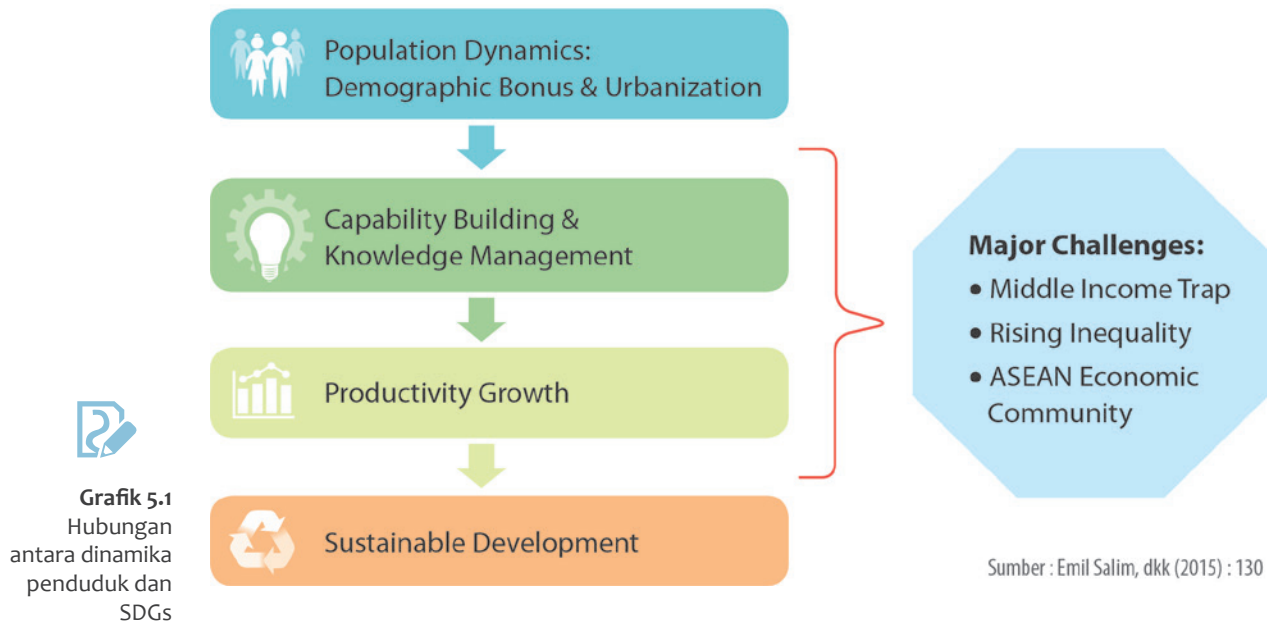 Population Dynamics:
Demographic Bonus & Urbanization
Capability Building &
Knowledge Management
Productivity Growth
Sustainable Development
Major Challenges:
• Middle Income Trap
• Rising Inequality
• ASEAN Economic
Community
Grafik 5.1
Hubungan
antara dinamika
penduduk dan
SDGs
Sumber : Emil Salim, dkk (2015) : 130